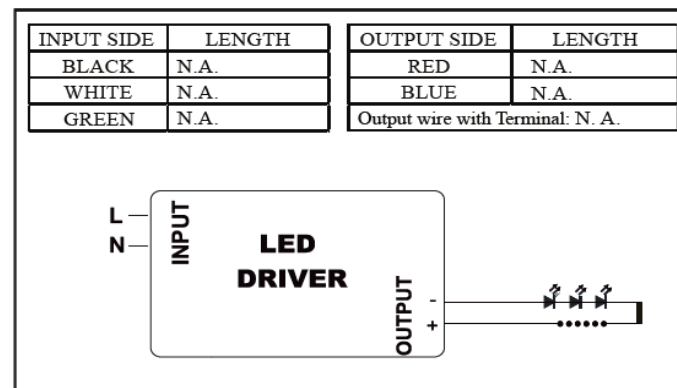 INPUT SIDE LENGTH
BLACK N.A.
WHITE N.A.
GREEN N.A.
OUTPUT SIDE LENGTH
RED N.A.
BLUE N.A.
Output wire with Terminal: N. A.
L
N
INPUT
LED
DRIVER
OUTPUT
-
+